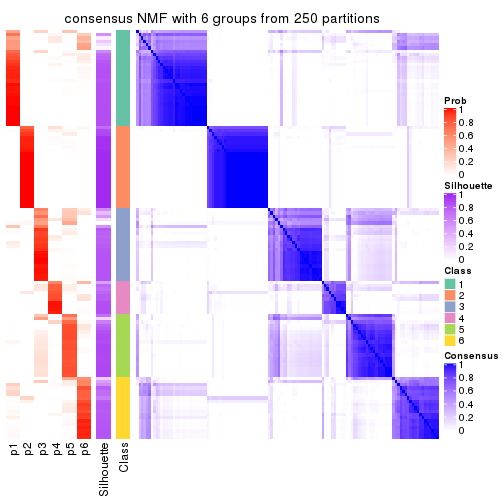 consensus NMF with 6 groups from 250 partitions
Prob
1
0.8
0.6
0.4
0.2
0
Silhouette
1
0.8
0.6
0.4
0.2
0
Class
1
2
3
4
5
6
Consensus
1
0.8
0.6
0.4
0.2
0
p1
p2
p3
p4
p5
p6
Silhouette
Class